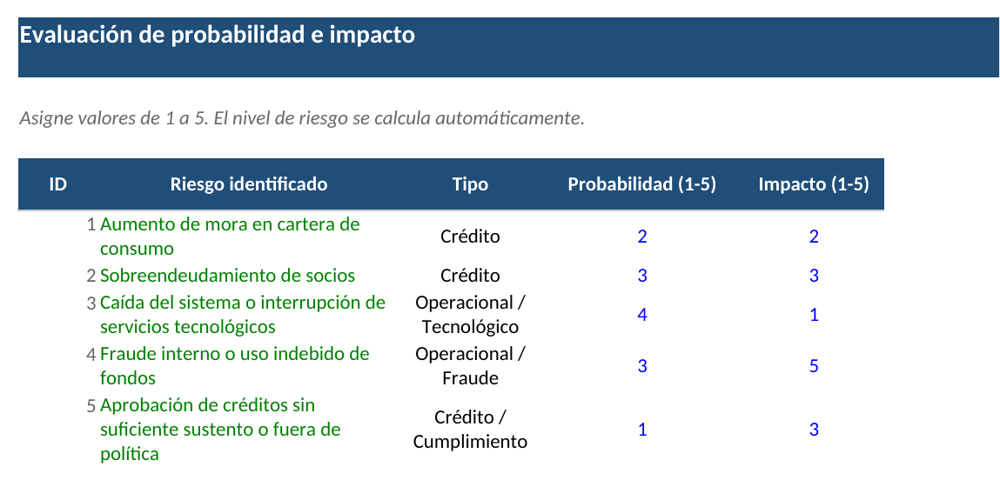 Evaluación de probabilidad e impacto
Asigne valores de 1 a 5. El nivel de riesgo se calcula automáticamente.
ID Riesgo identificado Tipo Probabilidad (1-5) Impacto (1-5)
1 Aumento de mora en cartera de
consumo Crédito 2 2
2 Sobreendeudamiento de socios Crédito 3 3
3 Caída del sistema o interrupción de Operacional /
servicios tecnológicos Tecnológico 4 1
4 Fraude interno o uso indebido de Operacional /
fondos Fraude 3 5
5 Aprobación de créditos sin
suficiente sustento o fuera de Crédito / 1 3
política Cumplimiento